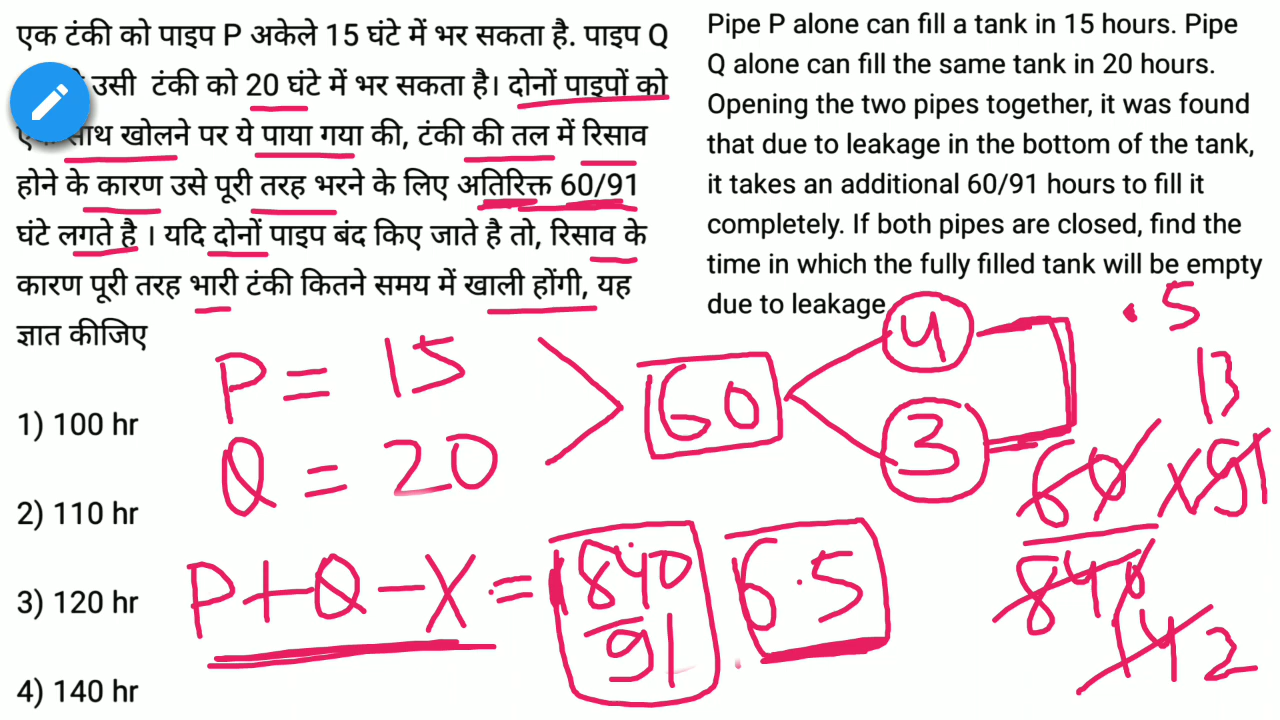 एक टंकी को पाइप P अकेले 15 घंटे में भर सकता है. पाइप Q
उसी टंकी को 20 घंटे में भर सकता है। दोनों पाइपों को
साथ खोलने पर ये पाया गया की, टंकी की तल में रिसाव
होने के कारण उसे पूरी तरह भरने के लिए अतिरिक्त 60/91
घंटे लगते है । यदि दोनों पाइप बंद किए जाते है तो, रिसाव के
कारण पूरी तरह भारी टंकी कितने समय में खाली होंगी, यह
ज्ञात कीजिए
1) 100 hr
2) 110 hr
3) 120 hr
4) 140 hr
Pipe P alone can fill a tank in 15 hours. Pipe
Q alone can fill the same tank in 20 hours.
Opening the two pipes together, it was found
that due to leakage in the bottom of the tank,
it takes an additional 60/91 hours to fill it
completely. If both pipes are closed, find the
time in which the fully filled tank will be empty
due to leakage
P = 15
Q = 20
60
4
3
P+Q-X = 840/91
6.5
.5
13
60 x 91
840
14 2